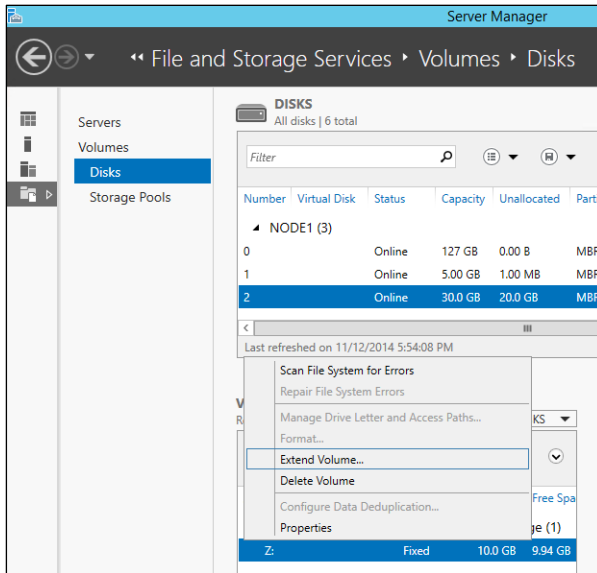 Server Manager
File and Storage Services Volumes Disks
Servers
Volumes
Disks
Storage Pools
DISKS
All disks | 6 total
Filter
Number Virtual Disk Status Capacity Unallocated Part
NODE1 (3)
0 Online 127 GB 0.00 B MBR
1 Online 5.00 GB 1.00 MB MBR
2 Online 30.0 GB 20.0 GB MBR
Last refreshed on 11/12/2014 5:54:08 PM
Scan File System for Errors
Repair File System Errors
Manage Drive Letter and Access Paths...
Format...
Extend Volume...
Delete Volume
Configure Data Deduplication...
Properties
V
R
KS
Free Spa
ge (1)
Z: Fixed 10.0 GB 9.94 GB